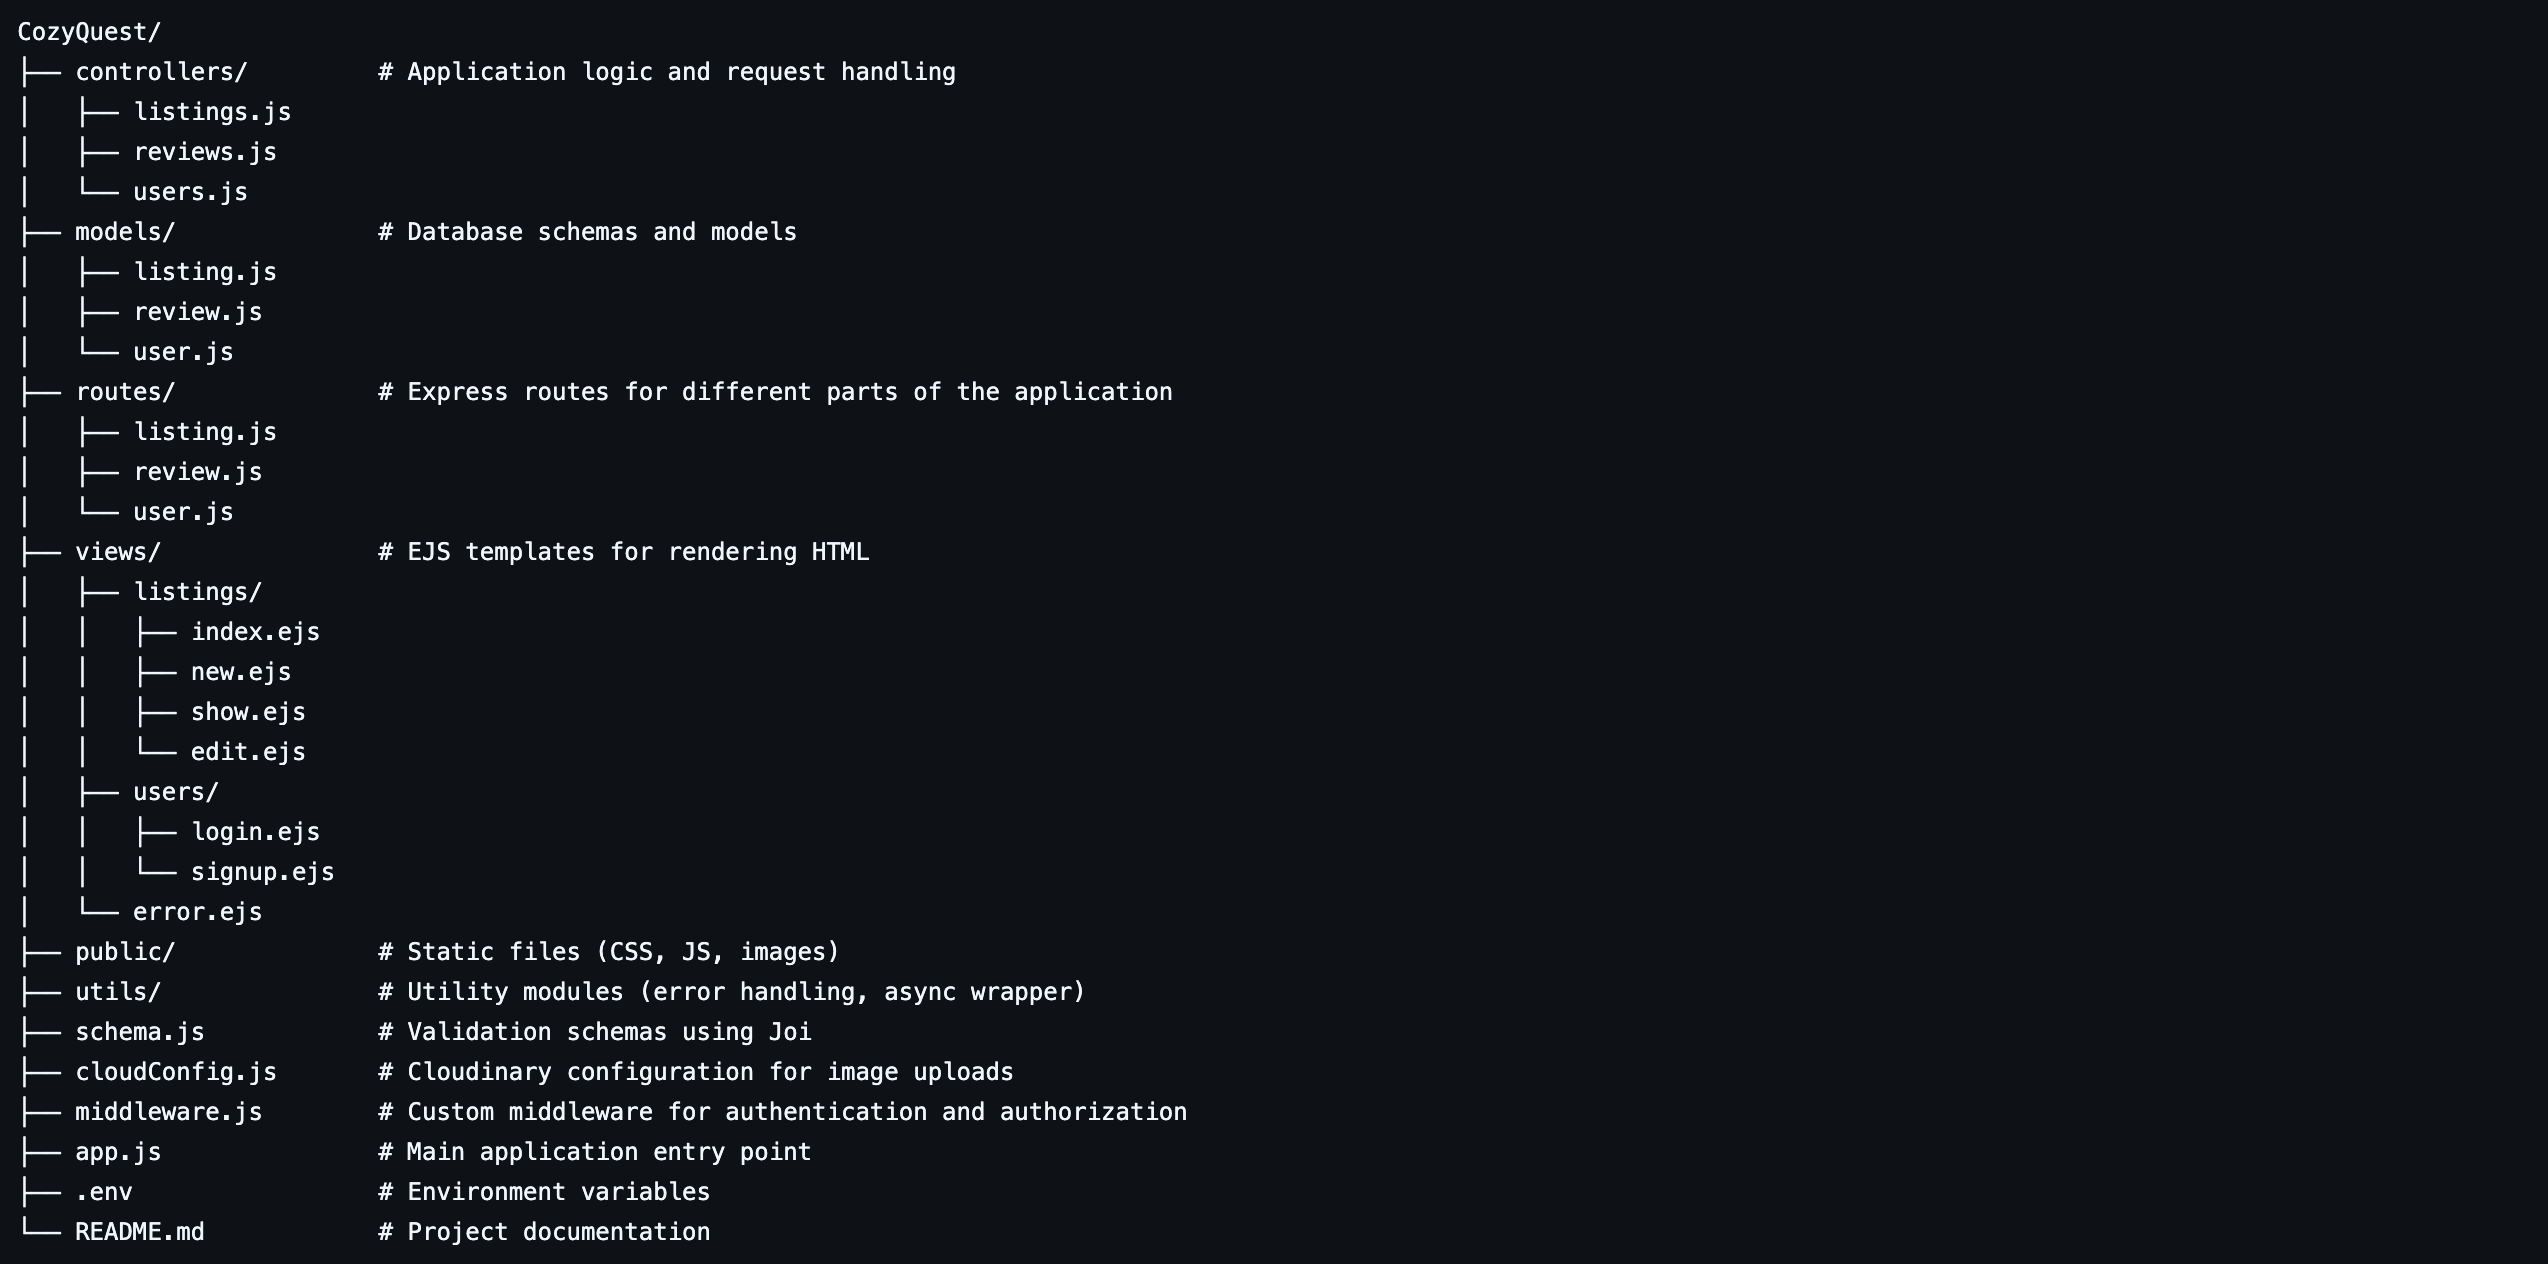 CozyQuest/
├── controllers/        # Application logic and request handling
│   ├── listings.js
│   ├── reviews.js
│   └── users.js
├── models/             # Database schemas and models
│   ├── listing.js
│   ├── review.js
│   └── user.js
├── routes/             # Express routes for different parts of the application
│   ├── listing.js
│   ├── review.js
│   └── user.js
├── views/              # EJS templates for rendering HTML
│   ├── listings/
│   │   ├── index.ejs
│   │   ├── new.ejs
│   │   ├── show.ejs
│   │   └── edit.ejs
│   ├── users/
│   │   ├── login.ejs
│   │   └── signup.ejs
│   └── error.ejs
├── public/             # Static files (CSS, JS, images)
├── utils/              # Utility modules (error handling, async wrapper)
├── schema.js           # Validation schemas using Joi
├── cloudConfig.js      # Cloudinary configuration for image uploads
├── middleware.js       # Custom middleware for authentication and authorization
├── app.js              # Main application entry point
├── .env                # Environment variables
└── README.md           # Project documentation